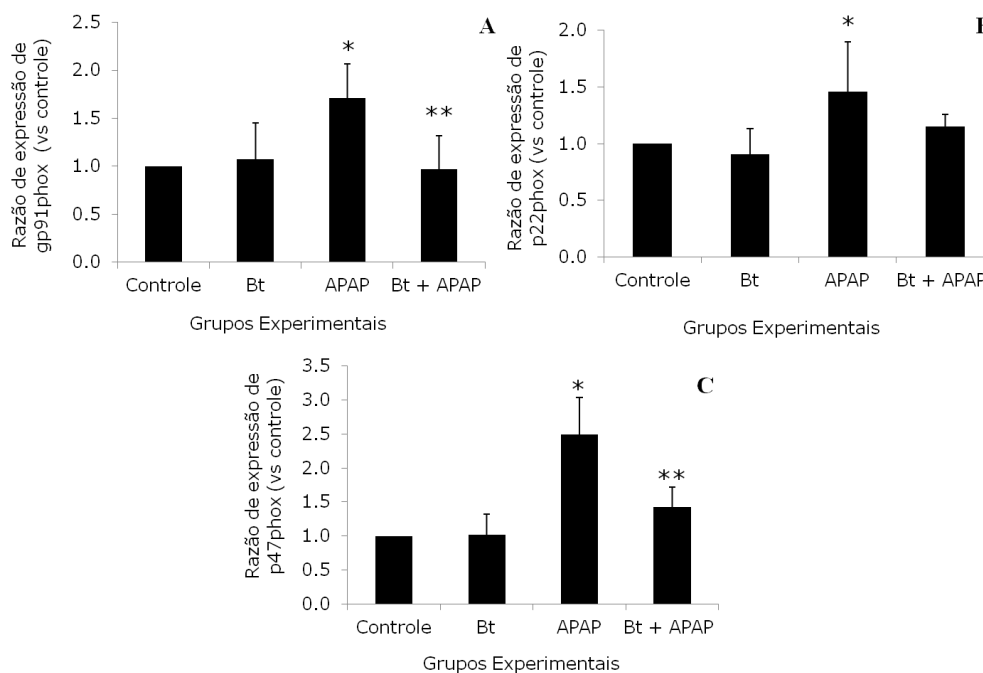 A
Razão de expressão de
gp91phox (vs controle)
2.5
2.0
1.5
1.0
0.5
0.0
*
**
Controle Bt APAP Bt + APAP
Grupos Experimentais
Razão de expressão de
p22phox (vs controle)
2.0
1.5
1.0
0.5
0.0
*
Controle Bt APAP Bt + APAP
Grupos Experimentais
C
Razão de expressão de
p47phox (vs controle)
3.5
3.0
2.5
2.0
1.5
1.0
0.5
0.0
*
**
Controle Bt APAP Bt + APAP
Grupos Experimentais